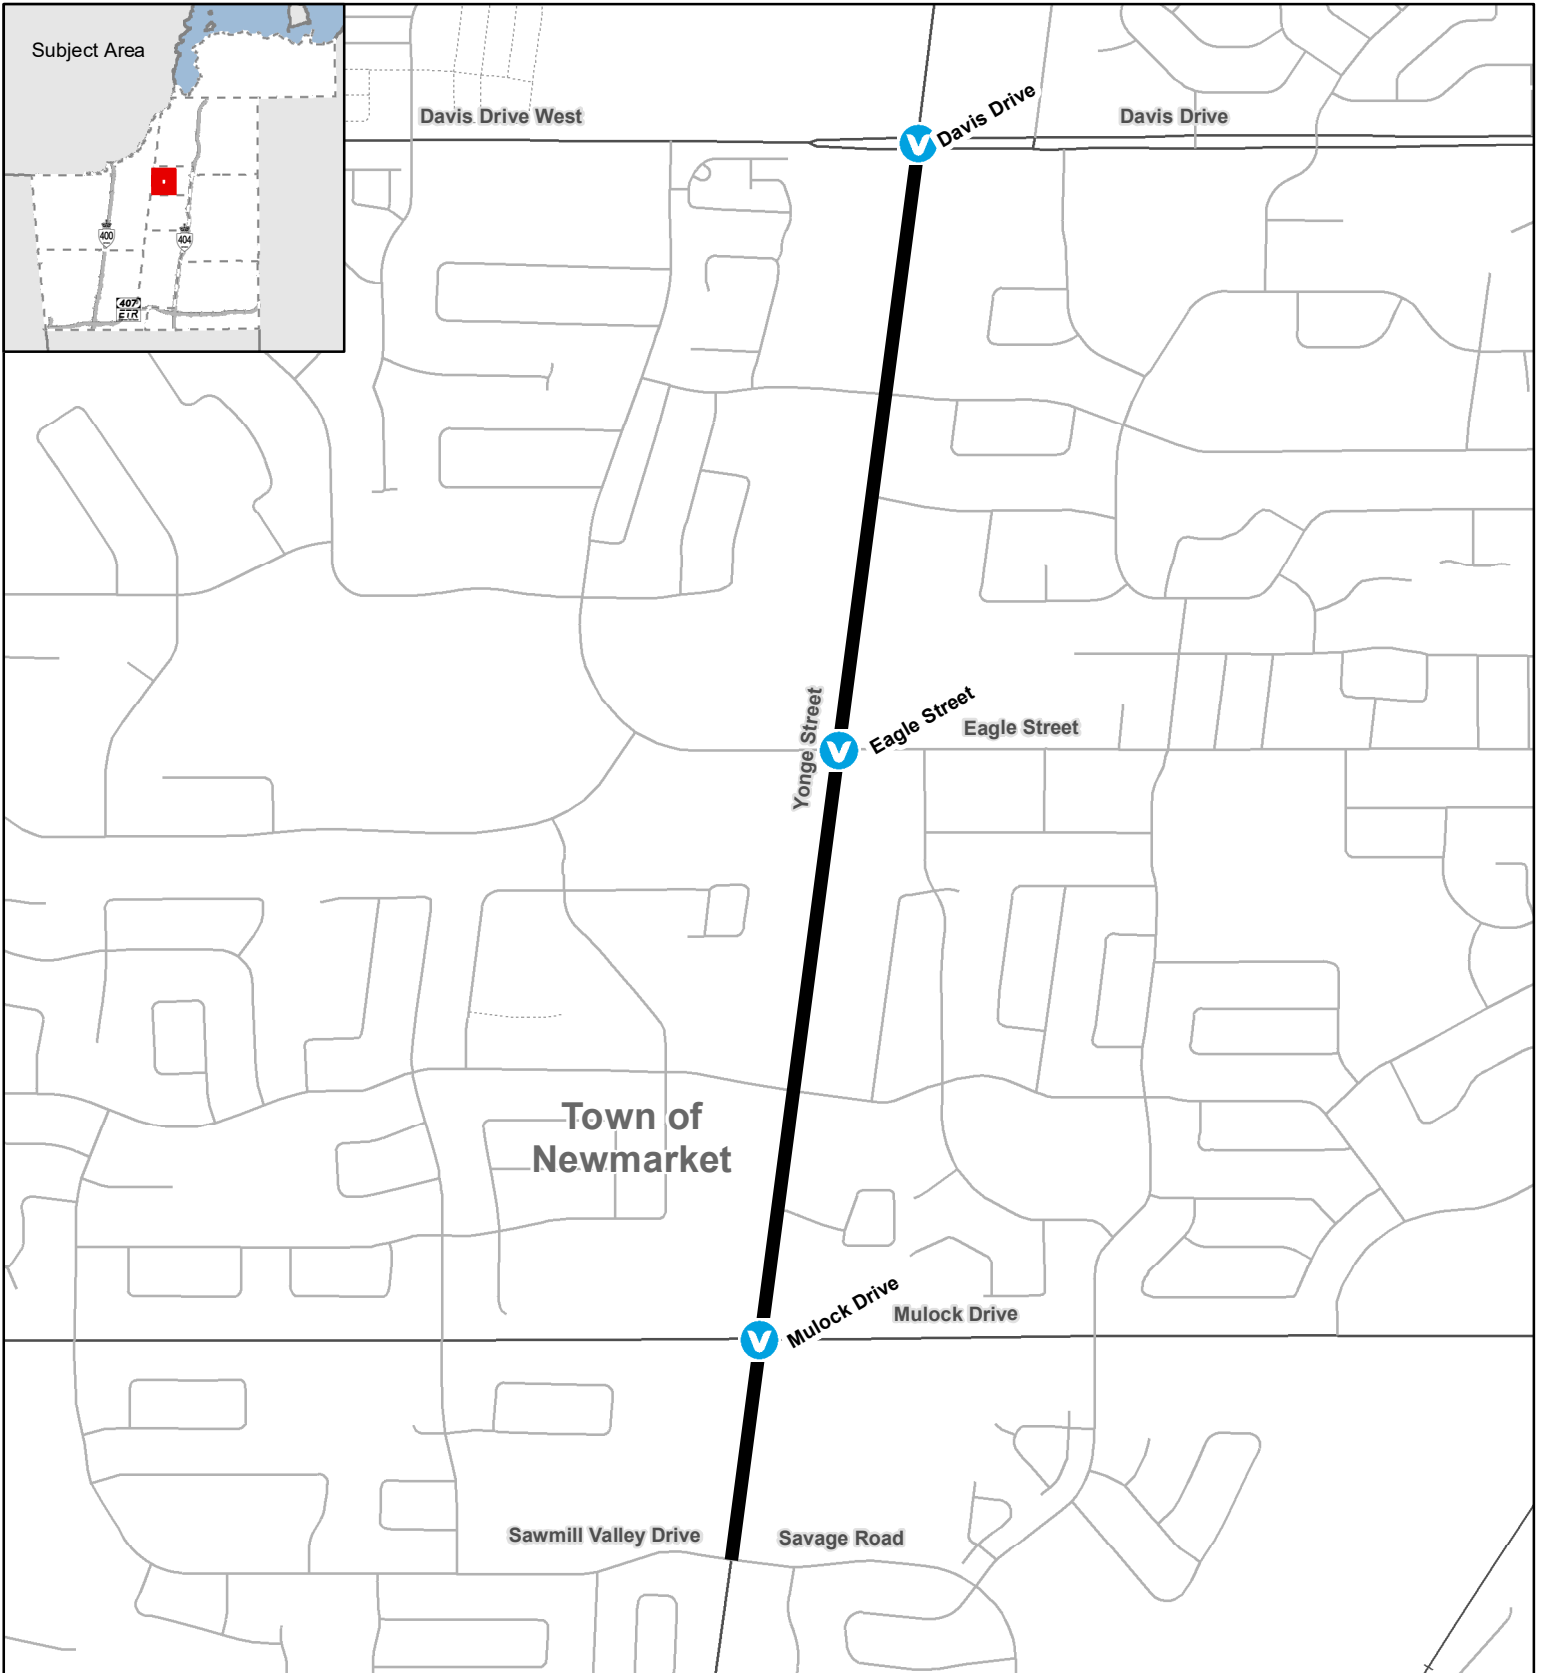 Subject Area
400
404
407
ETR
Davis Drive West
Davis Drive
Davis Drive
V
Yonge Street
Eagle Street
Eagle Street
V
Town of
Newmarket
Mulock Drive
Mulock Drive
V
Sawmill Valley Drive
Savage Road